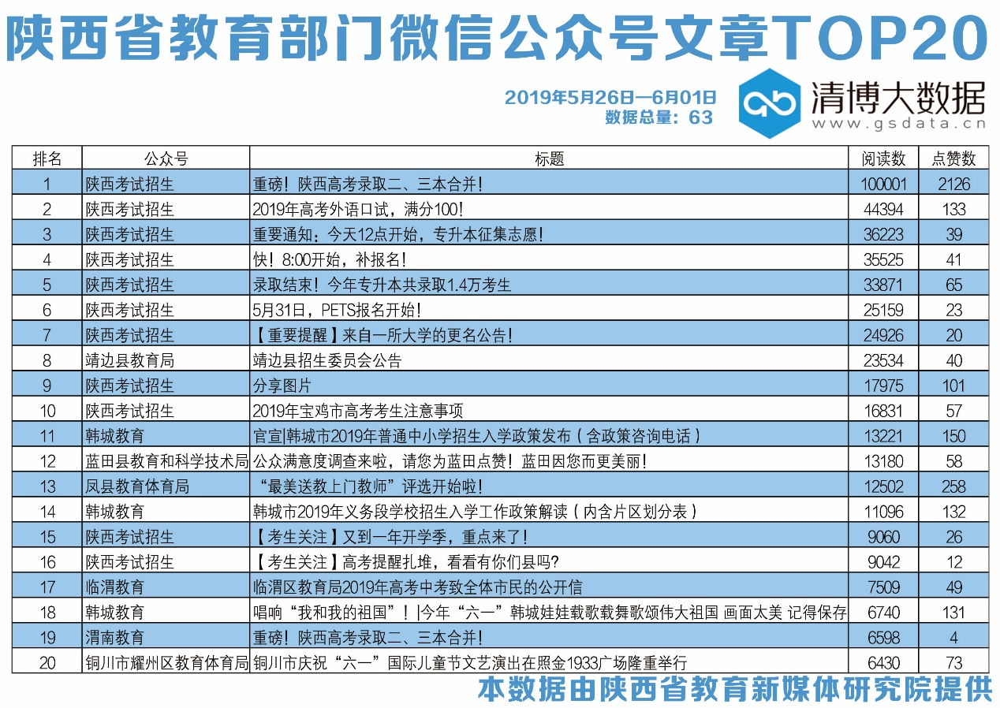 陕西省教育部门微信公众号文章TOP20
2019年5月26日—6月01日
数据总量：63
清博大数据
www.gsdata.cn
排名 公众号 标题 阅读数 点赞数
1 陕西考试招生 重磅！陕西高考录取二、三本合并！ 100001 2126
2 陕西考试招生 2019年高考外语口试，满分100！ 44394 133
3 陕西考试招生 重要通知：今天12点开始，专升本征集志愿！ 36223 39
4 陕西考试招生 快！8:00开始，补报名！ 35525 41
5 陕西考试招生 录取结束！今年专升本共录取1.4万考生 33871 65
6 陕西考试招生 5月31日，PETS报名开始！ 25159 23
7 陕西考试招生 【重要提醒】来自一所大学的更名公告！ 24926 20
8 靖边县教育局 靖边县招生委员会公告 23534 40
9 陕西考试招生 分享图片 17975 101
10 陕西考试招生 2019年宝鸡市高考考生注意事项 16831 57
11 韩城教育 官宣|韩城市2019年普通中小学招生入学政策发布（含政策咨询电话） 13221 150
12 蓝田县教育和科学技术局 公众满意度调查来啦，请您为蓝田点赞！蓝田因您而更美丽！ 13180 58
13 凤县教育体育局 “最美送教上门教师”评选开始啦！ 12502 258
14 韩城教育 韩城市2019年义务段学校招生入学工作政策解读（内含片区划分表） 11096 132
15 陕西考试招生 【考生关注】又到一年开学季，重点来了！ 9060 26
16 陕西考试招生 【考生关注】高考提醒扎堆，看看有你们县吗？ 9042 12
17 临渭教育 临渭区教育局2019年高考中考致全体市民的公开信 7509 49
18 韩城教育 唱响“我和我的祖国”！|今年“六一”韩城娃娃载歌载舞歌颂伟大祖国 画面太美 记得保存 6740 131
19 渭南教育 重磅！陕西高考录取二、三本合并！ 6598 4
20 铜川市耀州区教育体育局 铜川市庆祝“六一”国际儿童节文艺演出在照金1933广场隆重举行 6430 73
本数据由陕西省教育新媒体研究院提供